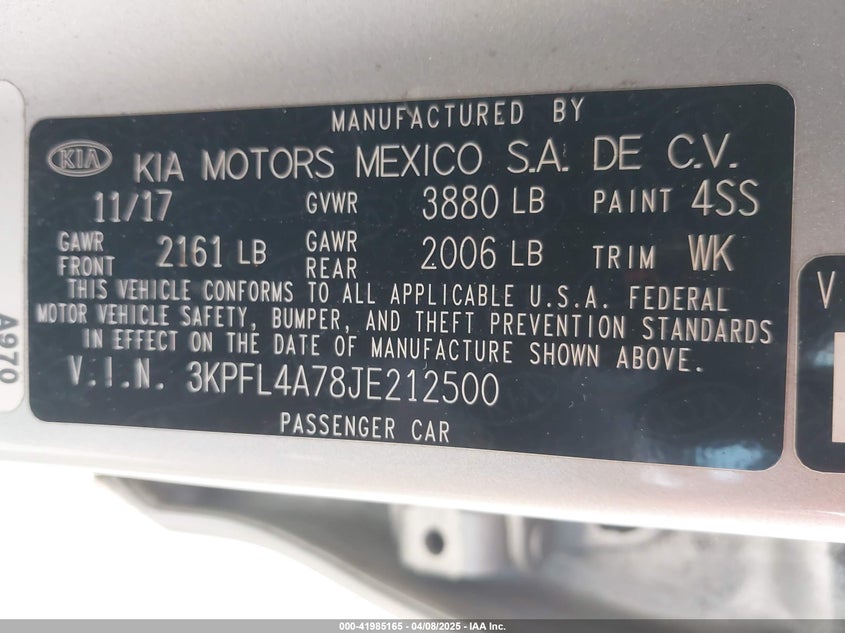 MANUFACTURED BY
KIA KIA MOTORS MEXICO S.A. DE C.V.
11/17 GVWR 3880 LB PAINT 4SS
GAWR FRONT 2161 LB GAWR REAR 2006 LB TRIM WK
THIS VEHICLE CONFORMS TO ALL APPLICABLE U.S.A. FEDERAL
MOTOR VEHICLE SAFETY, BUMPER, AND THEFT PREVENTION STANDARDS
IN EFFECT ON THE DATE OF MANUFACTURE SHOWN ABOVE.
V.I.N. 3KPFL4A78JE212500
PASSENGER CAR
A970
V
000-41985165 - 04/08/2025 - IAA Inc.